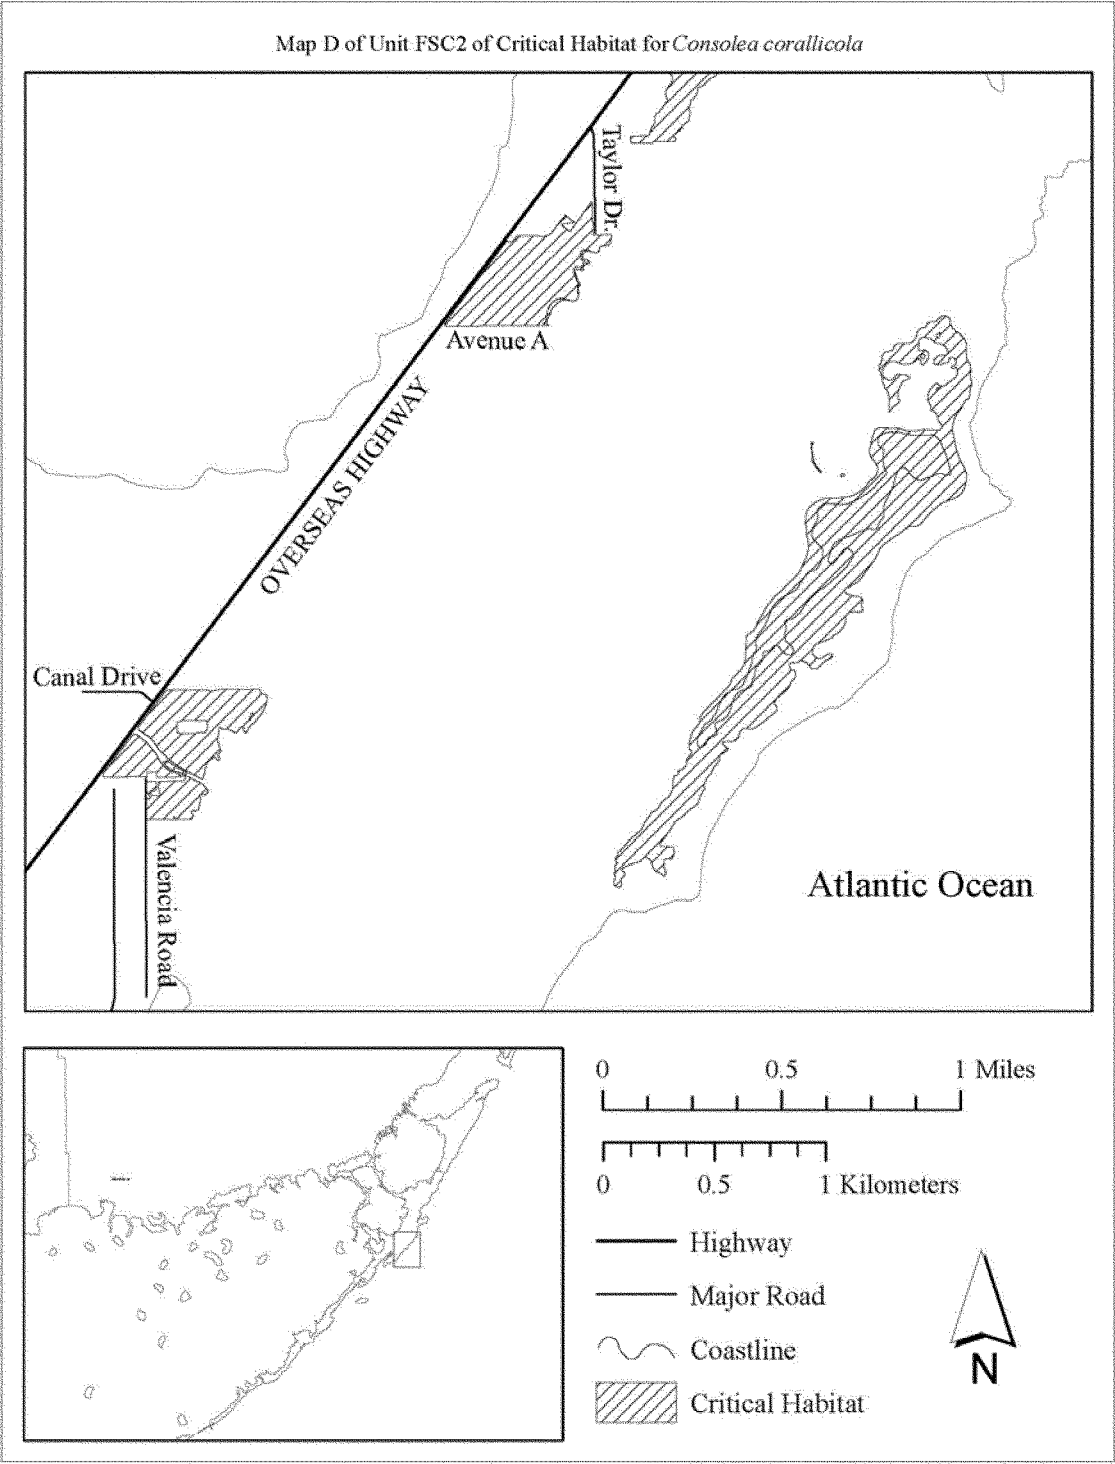 Map D of Unit FSC2 of Critical Habitat for Consolea corallicola
Taylor Dr.
Avenue A
OVERSEAS HIGHWAY
Canal Drive
Valencia Road
Atlantic Ocean
0 0.5 1 Miles
0 0.5 1 Kilometers
Highway
Major Road
Coastline
Critical Habitat
N